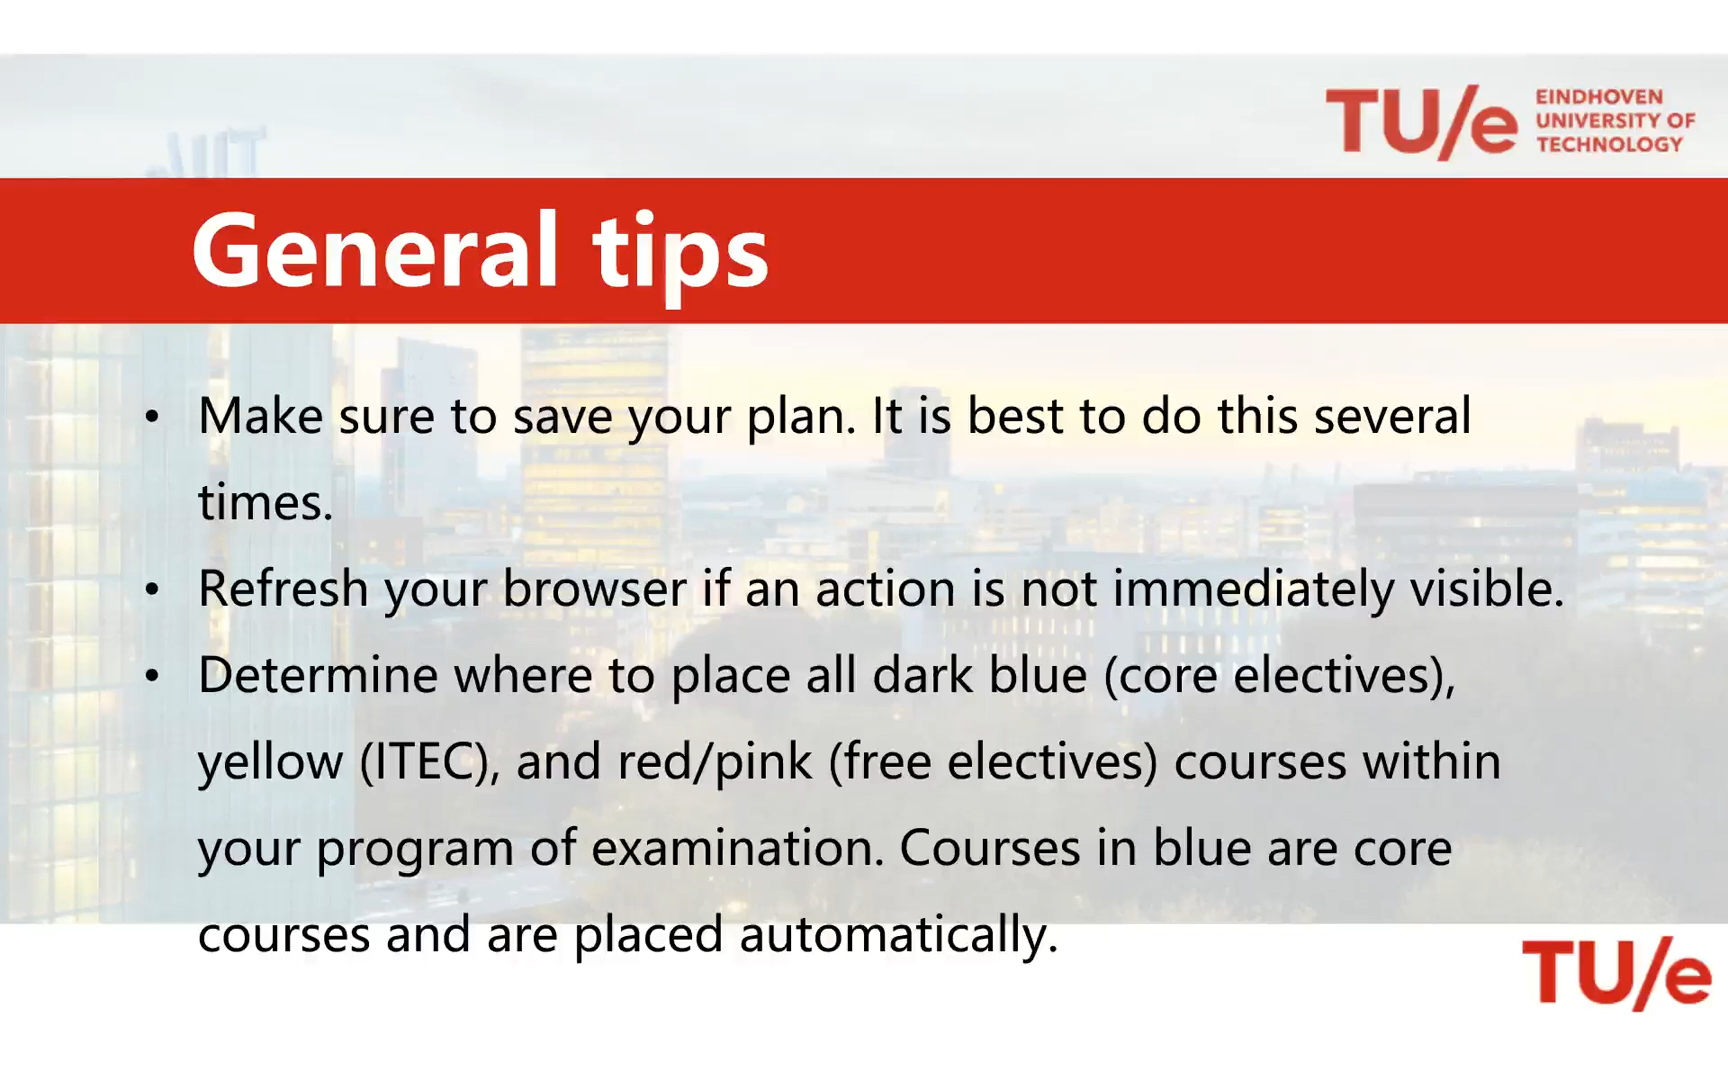 TU/e EINDHOVEN
UNIVERSITY OF
TECHNOLOGY
General tips
• Make sure to save your plan. It is best to do this several
times.
• Refresh your browser if an action is not immediately visible.
• Determine where to place all dark blue (core electives),
yellow (ITEC), and red/pink (free electives) courses within
your program of examination. Courses in blue are core
courses and are placed automatically.
TU/e